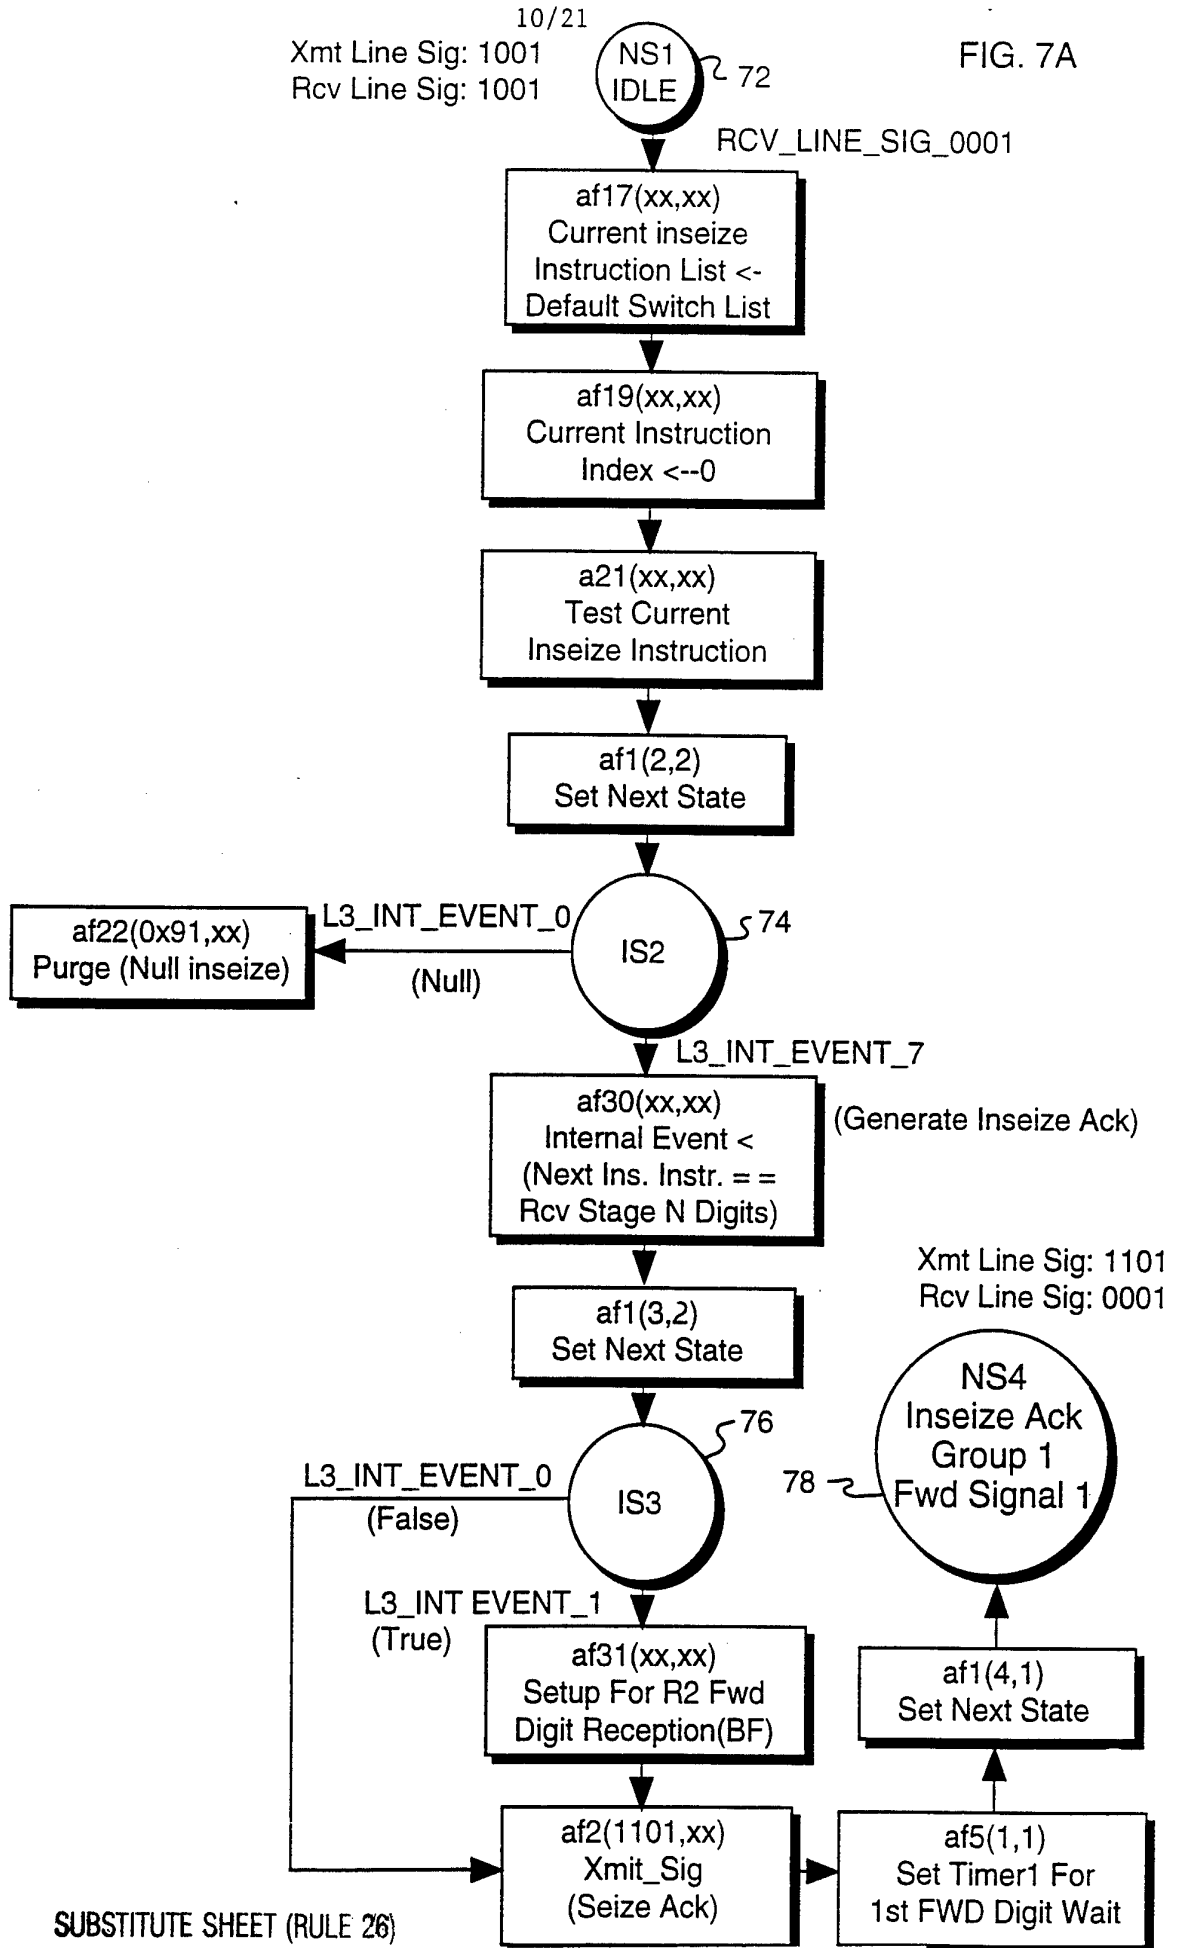 10/21
Xmt Line Sig: 1001
Rcv Line Sig: 1001
NS1
IDLE
72
FIG. 7A
RCV_LINE_SIG_0001
af17(xx,xx)
Current inseize
Instruction List <-
Default Switch List
af19(xx,xx)
Current Instruction
Index <--0
a21(xx,xx)
Test Current
Inseize Instruction
af1(2,2)
Set Next State
IS2
74
L3_INT_EVENT_0
(Null)
af22(0x91,xx)
Purge (Null inseize)
L3_INT_EVENT_7
af30(xx,xx)
Internal Event <
(Next Ins. Instr. = =
Rcv Stage N Digits)
(Generate Inseize Ack)
af1(3,2)
Set Next State
IS3
76
L3_INT_EVENT_0
(False)
L3_INT EVENT_1
(True)
af31(xx,xx)
Setup For R2 Fwd
Digit Reception(BF)
af2(1101,xx)
Xmit_Sig
(Seize Ack)
af5(1,1)
Set Timer1 For
1st FWD Digit Wait
af1(4,1)
Set Next State
Xmt Line Sig: 1101
Rcv Line Sig: 0001
NS4
Inseize Ack
Group 1
Fwd Signal 1
78
SUBSTITUTE SHEET (RULE 26)